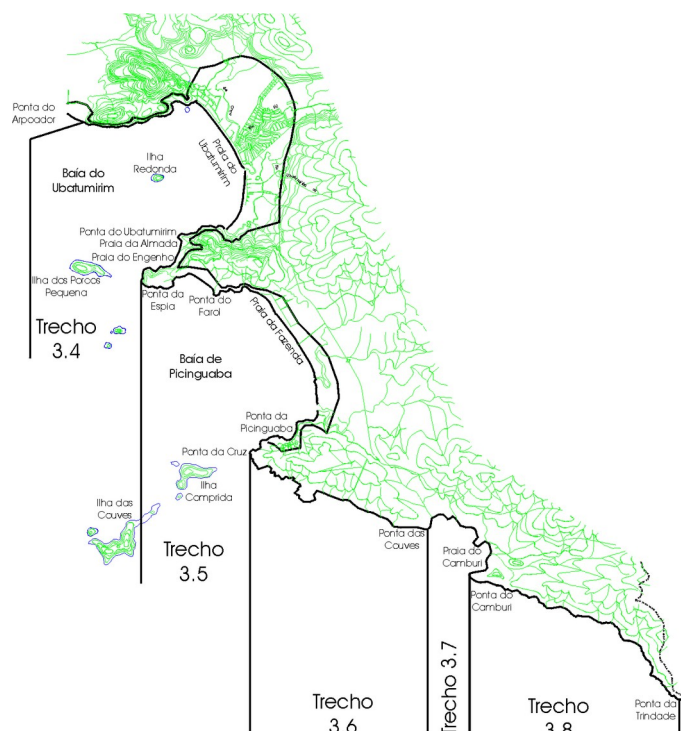 Ponta do
Arpoador
Baía do
Ubatumirim
Ilha
Redonda
Praia do
Ubatumirim
Ponta do Ubatumirim
Praia da Almada
Praia do Engenho
Ilha dos Porcos
Pequena
Ponta da
Espia
Ponta do
Farol
Praia da Fazenda
Trecho
3.4
Baía de
Picinguaba
Ponta da
Picinguaba
Ponta da Cruz
Ilha
Comprida
Ilha das
Couves
Trecho
3.5
Ponta das
Couves
Praia do
Camburi
Ponta do
Camburi
Trecho
3.6
Trecho 3.7
Trecho
3.8
Ponta da
Trindade